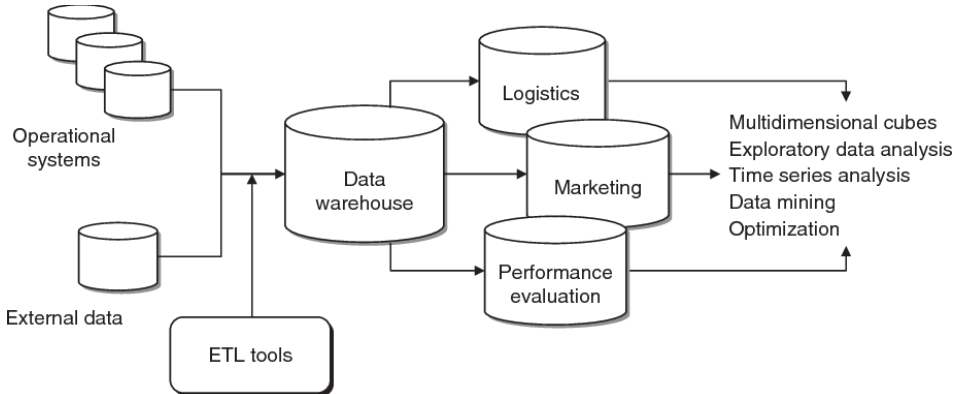 Operational
systems
External data
ETL tools
Data
warehouse
Logistics
Marketing
Performance
evaluation
Multidimensional cubes
Exploratory data analysis
Time series analysis
Data mining
Optimization